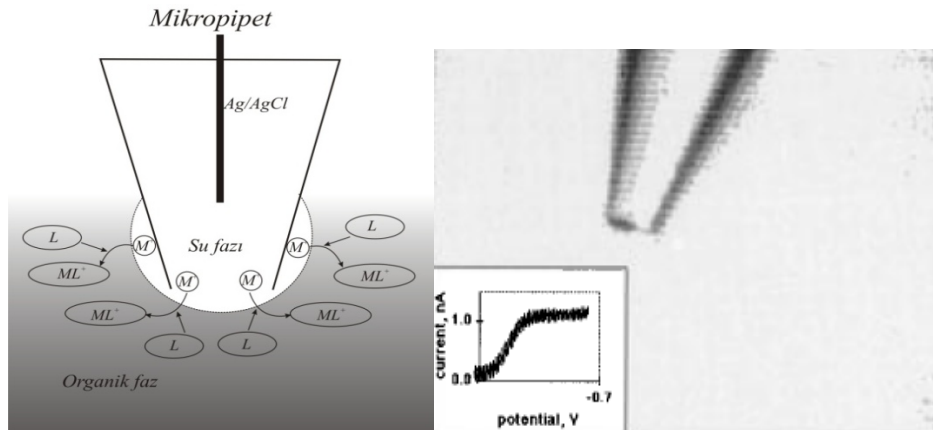 Mikropipet
Ag/AgCl
Su fazı
L
L
M⁺
M⁺
ML⁺
ML⁺
M⁺
M⁺
ML⁺
ML⁺
L
L
Organik faz
current, nA
1.0
0.0
-0.7
potential, V